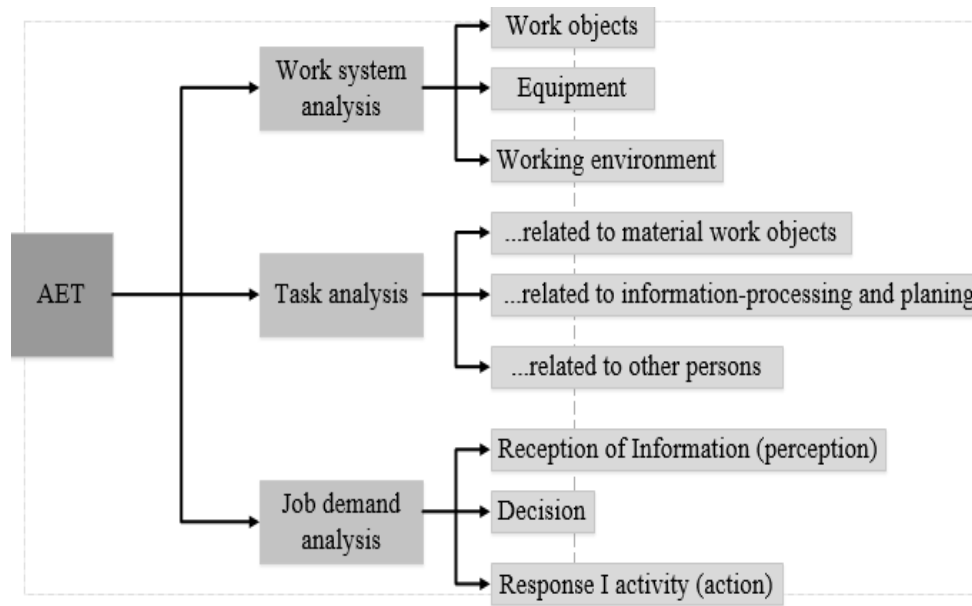 AET
Work system
analysis
Work objects
Equipment
Working environment
Task analysis
...related to material work objects
...related to information-processing and planing
...related to other persons
Job demand
analysis
Reception of Information (perception)
Decision
Response I activity (action)